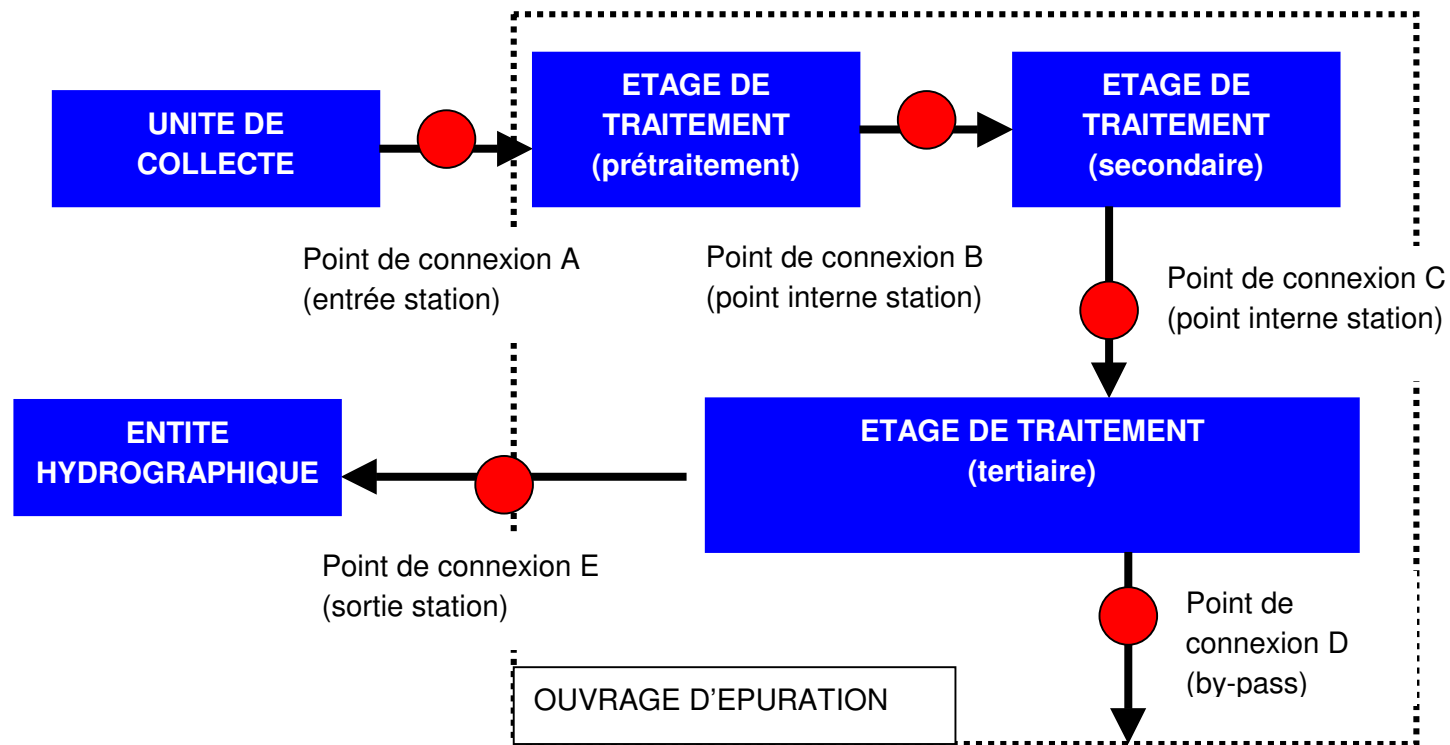 UNITE DE
COLLECTE
ETAGE DE
TRAITEMENT
(prétraitement)
ETAGE DE
TRAITEMENT
(secondaire)
Point de connexion A
(entrée station)
Point de connexion B
(point interne station)
Point de connexion C
(point interne station)
ENTITE
HYDROGRAPHIQUE
ETAGE DE TRAITEMENT
(tertiaire)
Point de connexion E
(sortie station)
Point de
connexion D
(by-pass)
OUVRAGE D'EPURATION